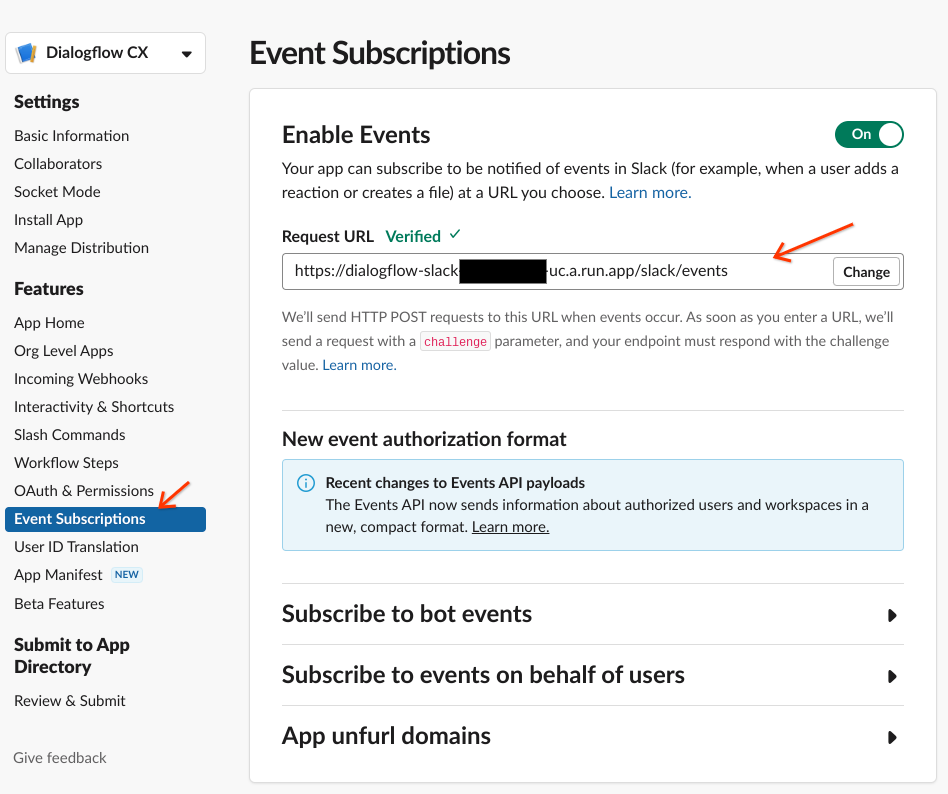 Dialogflow CX
Settings
Basic Information
Collaborators
Socket Mode
Install App
Manage Distribution
Features
App Home
Org Level Apps
Incoming Webhooks
Interactivity & Shortcuts
Slash Commands
Workflow Steps
OAuth & Permissions
Event Subscriptions
User ID Translation
App Manifest NEW
Beta Features
Submit to App
Directory
Review & Submit
Give feedback
Event Subscriptions
Enable Events
On
Your app can subscribe to be notified of events in Slack (for example, when a user adds a
reaction or creates a file) at a URL you choose. Learn more.
Request URL Verified ✓
https://dialogflow-slack -uc.a.run.app/slack/events
Change
We’ll send HTTP POST requests to this URL when events occur. As soon as you enter a URL, we’ll
send a request with a challenge parameter, and your endpoint must respond with the challenge
value. Learn more.
New event authorization format
Recent changes to Events API payloads
The Events API now sends information about authorized users and workspaces in a
new, compact format. Learn more.
Subscribe to bot events
Subscribe to events on behalf of users
App unfurl domains